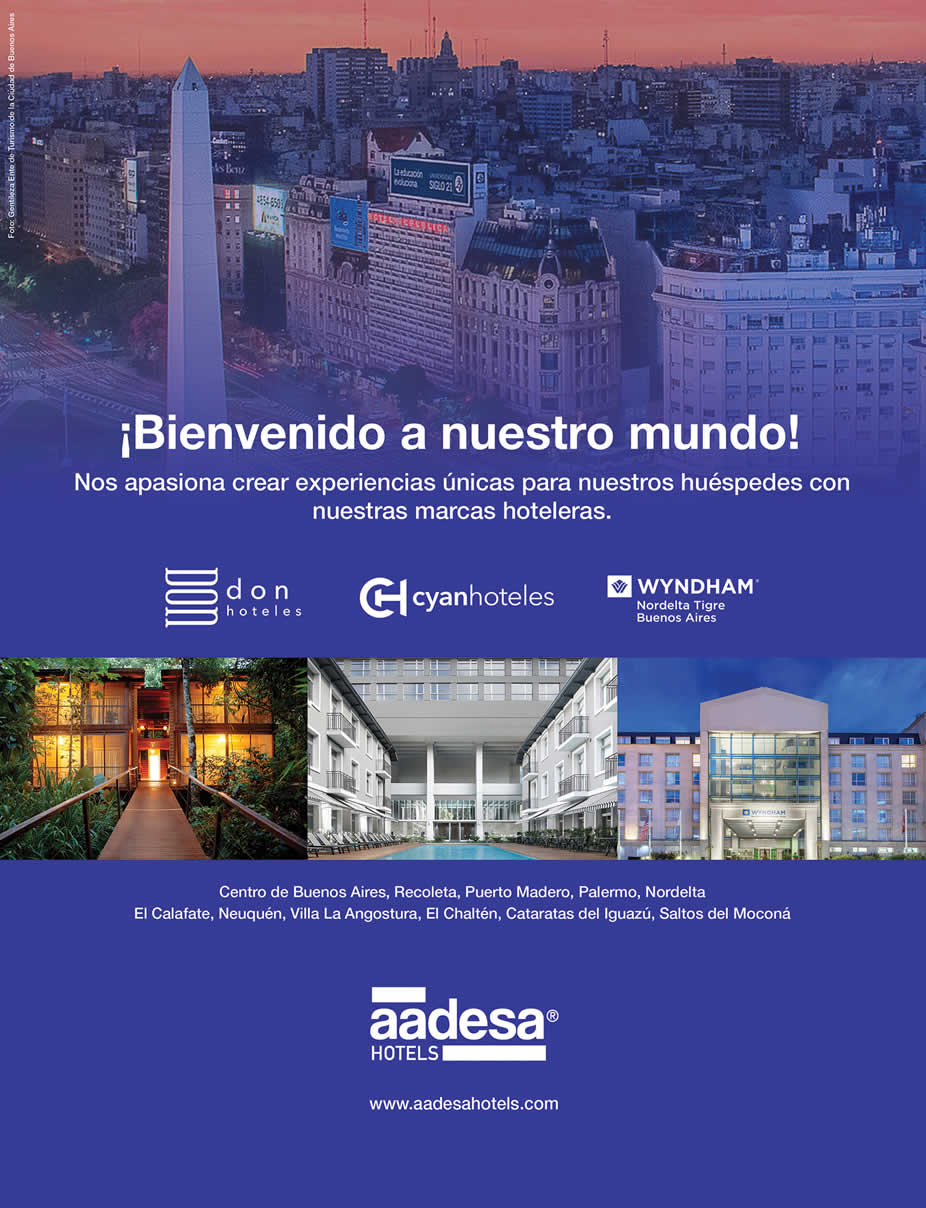 Foto: Gentileza Ente de Turismo de la Ciudad de Buenos Aires
La educación
evoluciona
UNIVERSIDAD
SIGLO 21
¡Bienvenido a nuestro mundo!
Nos apasiona crear experiencias únicas para nuestros huéspedes con
nuestras marcas hoteleras.
don
hoteles
CH cyanhoteles
WYNDHAM®
Nordelta Tigre
Buenos Aires
WYNDHAM
Centro de Buenos Aires, Recoleta, Puerto Madero, Palermo, Nordelta
El Calafate, Neuquén, Villa La Angostura, El Chaltén, Cataratas del Iguazú, Saltos del Moconá
aadesa®
HOTELS
www.aadesahotels.com